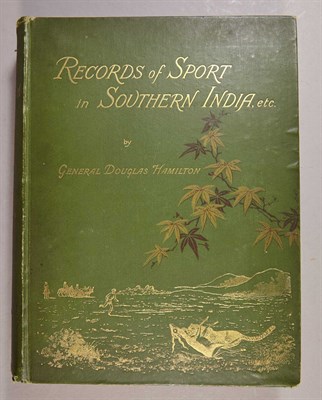 RECORDS of SPORT
in SOUTHERN INDIA, etc.
by
GENERAL DOUGLAS HAMILTON